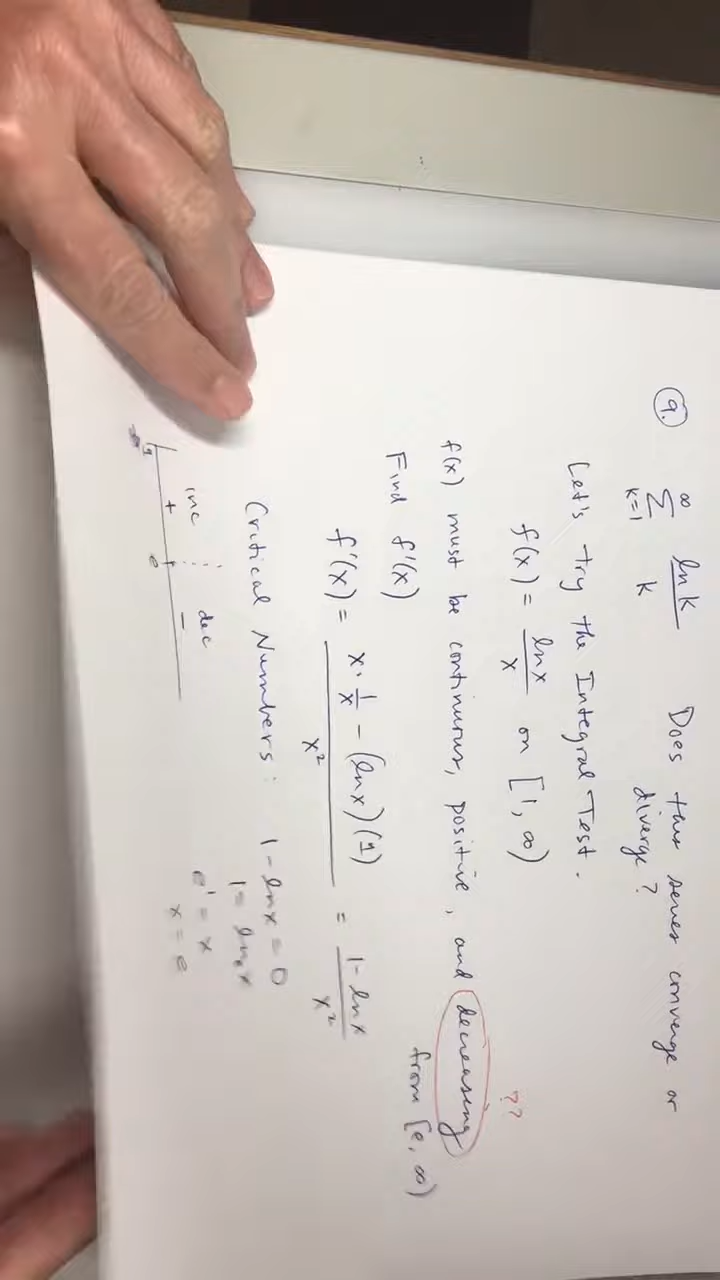 9. ∞∑k=1 ln k / k Does this series converge or
diverge?
Let's try the Integral Test.
f(x) = ln x / x on [1, ∞)
??
f(x) must be continuous, positive, and decreasing
from [e, ∞)
Find f'(x)
f'(x) = (x · 1/x − (ln x)(1)) / x² = (1 − ln x) / x²
Critical Numbers: 1 − ln x = 0
1 = ln x
e¹ = x
x = e
inc dec
+ −
e